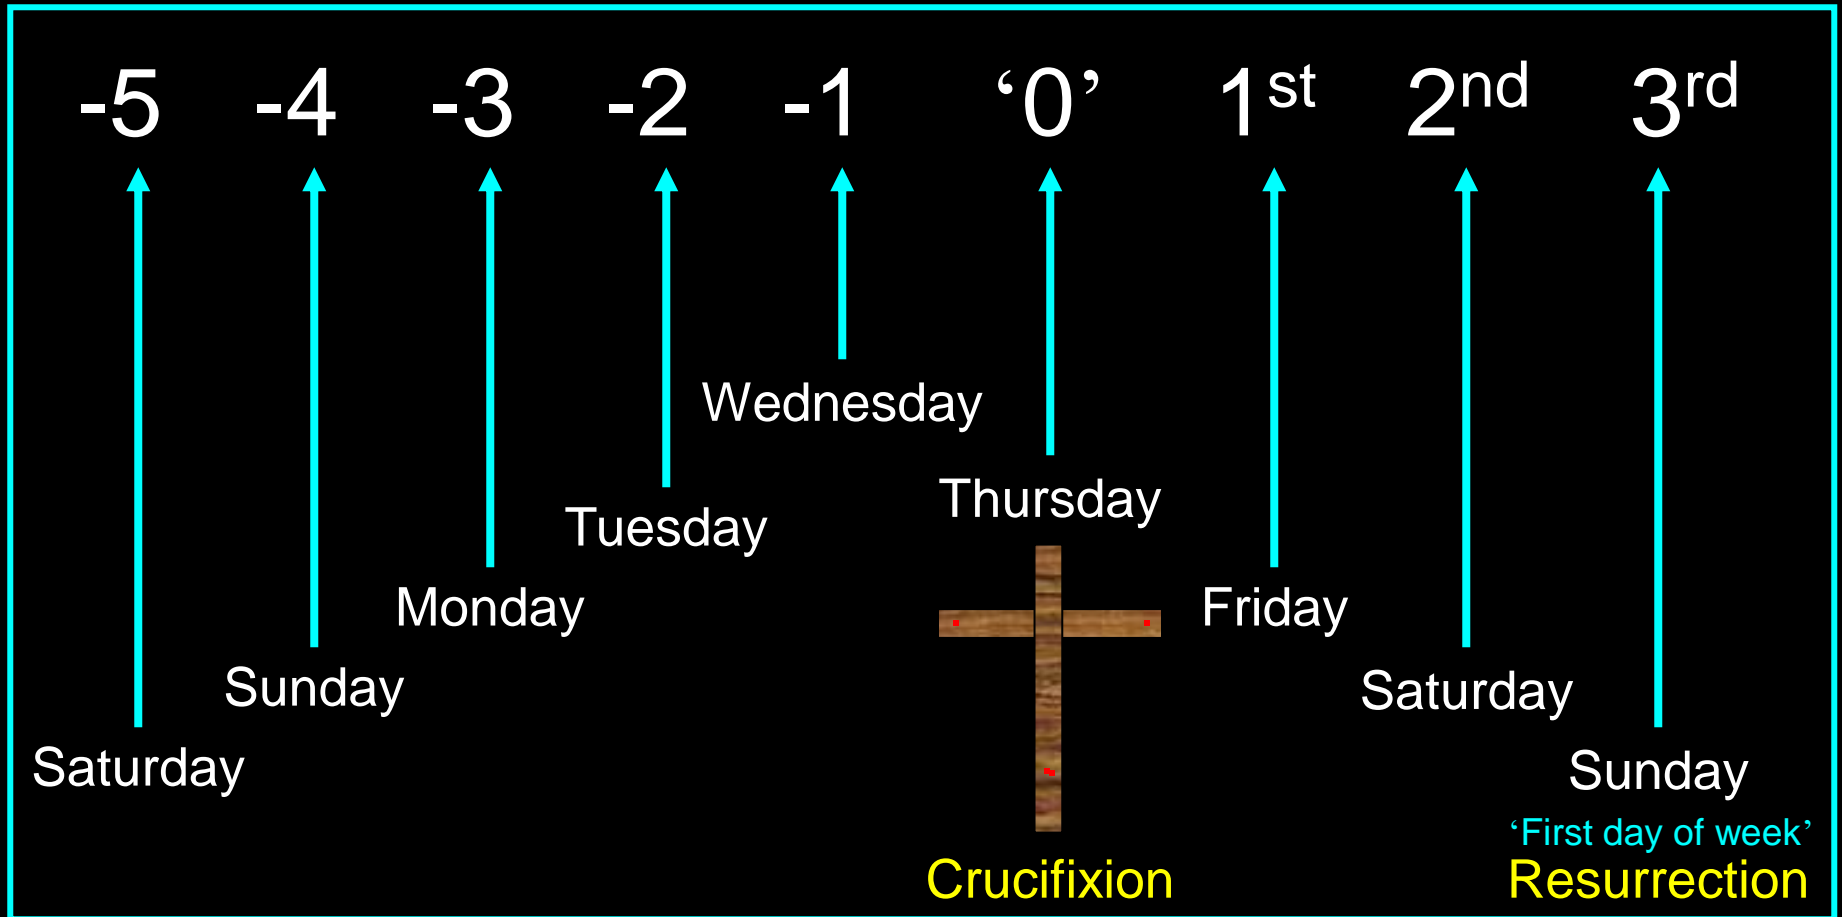 -5 -4 -3 -2 -1 ‘0’ 1st 2nd 3rd
Wednesday
Thursday
Tuesday
Monday
Friday
Sunday
Saturday
Saturday
Sunday
‘First day of week’
Crucifixion
Resurrection